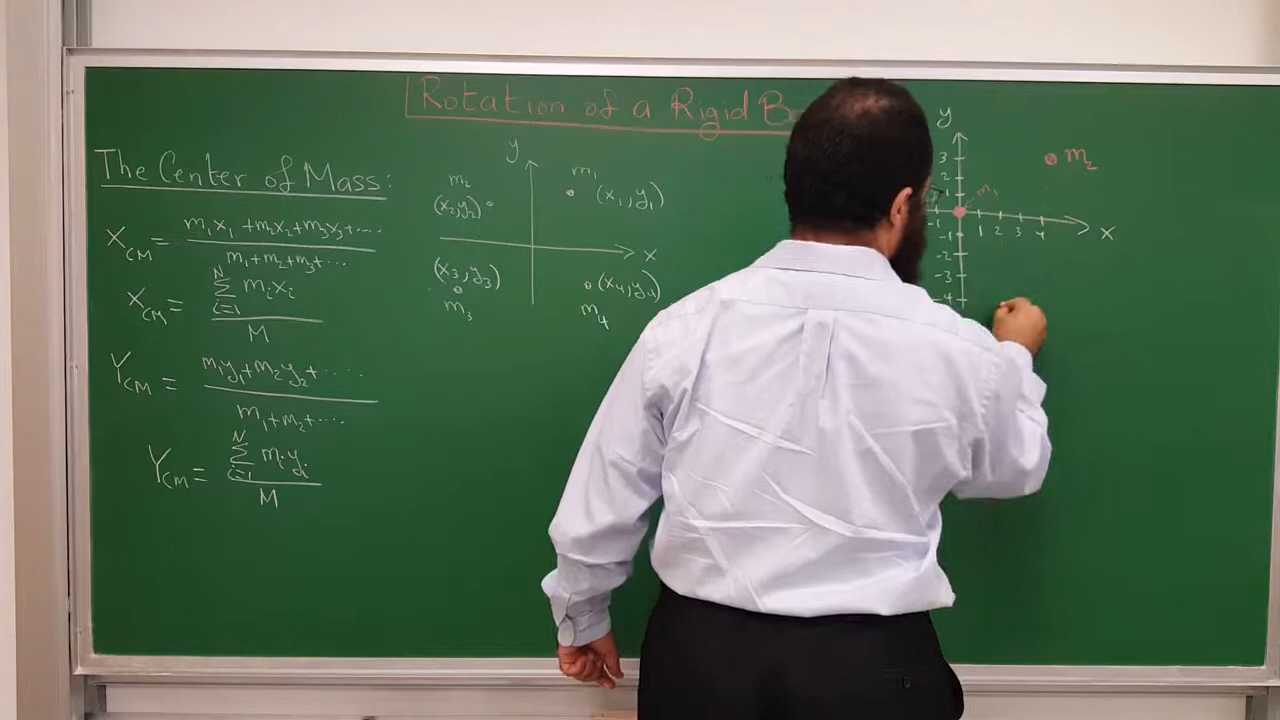 Rotation of a Rigid
The Center of Mass:
X_CM = m₁x₁+m₂x₂+m₃x₃+....
m₁+m₂+m₃+...
X_CM = N Σ i=1 mᵢxᵢ
M
Y_CM = m₁y₁+m₂y₂+.....
m₁+m₂+....
Y_CM = N Σ i=1 mᵢyᵢ
M
y
m₂
m₁
(x₂,y₂)
(x₁,y₁)
x
(x₃,y₃)
(x₄,y₄)
m₃
m₄
y
3
m₂
2
m₁
-1
1 2 3 4
x
-1
-2
-3
-4